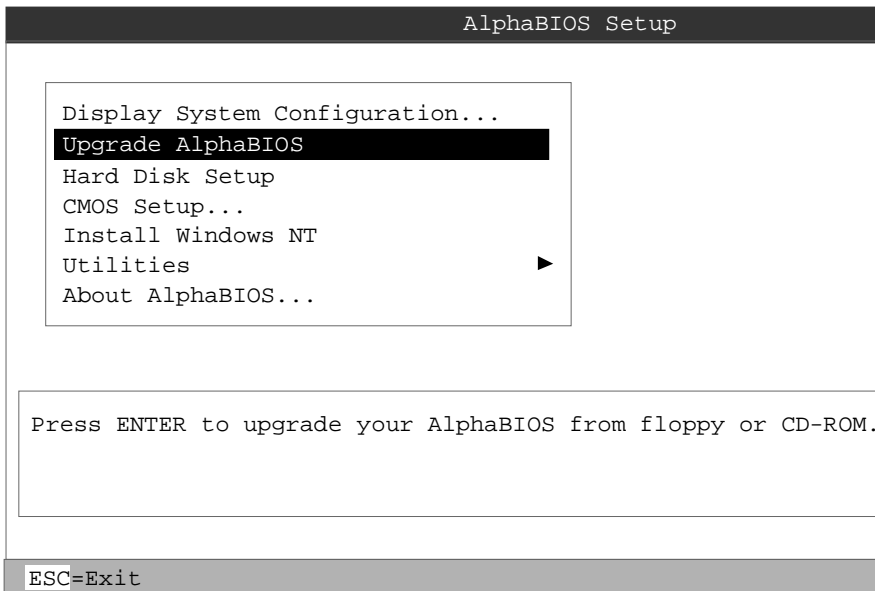 AlphaBIOS Setup
Display System Configuration...
Upgrade AlphaBIOS
Hard Disk Setup
CMOS Setup...
Install Windows NT
Utilities
About AlphaBIOS...
Press ENTER to upgrade your AlphaBIOS from floppy or CD-ROM.
ESC=Exit